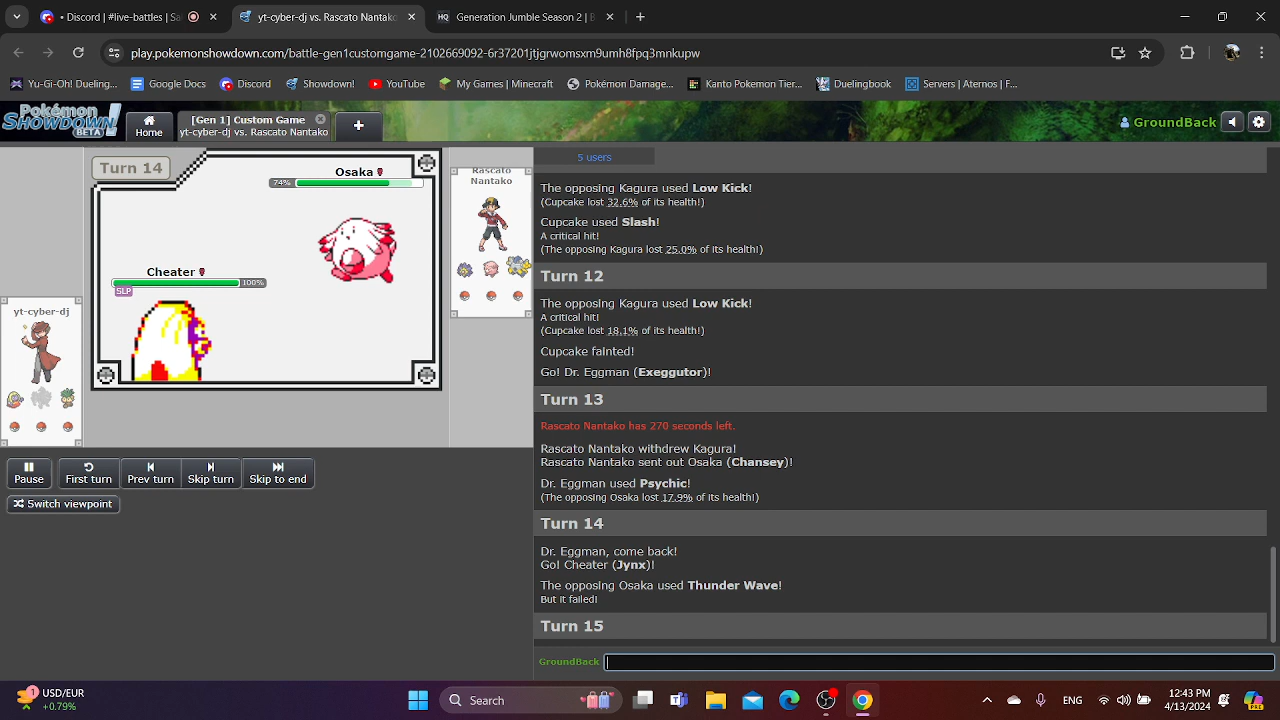 • Discord | #live-battles | Sa
yt-cyber-dj vs. Rascato Nantako
HQ Generation Jumble Season 2 | B
play.pokemonshowdown.com/battle-gen1customgame-2102669092-6r37201jtjgrwomsxm9umh8fpq3mnkupw
Yu-Gi-Oh! Dueling...
Google Docs
Discord
Showdown!
YouTube
My Games | Minecraft
Pokémon Damage...
Kanto Pokemon Tier...
Duelingbook
Servers | Aternos | F...
Pokémon
Showdown!
BETA
Home
[Gen 1] Custom Game
yt-cyber-dj vs. Rascato Nantako
GroundBack
5 users
Turn 14
Osaka
74%
Cheater
100%
SLP
Rascato
Nantako
yt-cyber-dj
Pause
First turn
Prev turn
Skip turn
Skip to end
Switch viewpoint
The opposing Kagura used Low Kick!
(Cupcake lost 32.6% of its health!)
Cupcake used Slash!
A critical hit!
(The opposing Kagura lost 25.0% of its health!)
Turn 12
The opposing Kagura used Low Kick!
A critical hit!
(Cupcake lost 18.1% of its health!)
Cupcake fainted!
Go! Dr. Eggman (Exeggutor)!
Turn 13
Rascato Nantako has 270 seconds left.
Rascato Nantako withdrew Kagura!
Rascato Nantako sent out Osaka (Chansey)!
Dr. Eggman used Psychic!
(The opposing Osaka lost 17.9% of its health!)
Turn 14
Dr. Eggman, come back!
Go! Cheater (Jynx)!
The opposing Osaka used Thunder Wave!
But it failed!
Turn 15
GroundBack
1
USD/EUR
+0.79%
Search
ENG
12:43 PM
4/13/2024
PRE